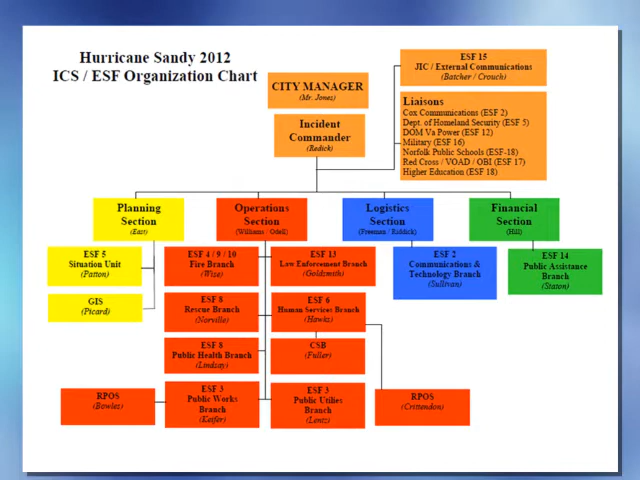 Hurricane Sandy 2012
ICS / ESF Organization Chart
CITY MANAGER
(Mr. Jones)
Incident
Commander
(Redick)
ESF 15
JIC / External Communications
(Batcher / Crouch)
Liaisons
Cox Communications (ESF 2)
Dept. of Homeland Security (ESF 5)
DOM Va Power (ESF 12)
Military (ESF 16)
Norfolk Public Schools (ESF-18)
Red Cross / VOAD / OBI (ESF 17)
Higher Education (ESF 18)
Planning
Section
(East)
Operations
Section
(Williams / Odell)
Logistics
Section
(Freeman / Riddick)
Financial
Section
(Hill)
ESF 5
Situation Unit
(Patton)
GIS
(Picard)
ESF 4 / 9 / 10
Fire Branch
(Wise)
ESF 13
Law Enforcement Branch
(Goldsmith)
ESF 2
Communications &
Technology Branch
(Sullivan)
ESF 14
Public Assistance
Branch
(Staton)
ESF 8
Rescue Branch
(Norville)
ESF 6
Human Services Branch
(Hawks)
ESF 8
Public Health Branch
(Lindsay)
CSB
(Fuller)
RPOS
(Bowles)
ESF 3
Public Works
Branch
(Keifer)
ESF 3
Public Utilies
Branch
(Lentz)
RPOS
(Crittendon)